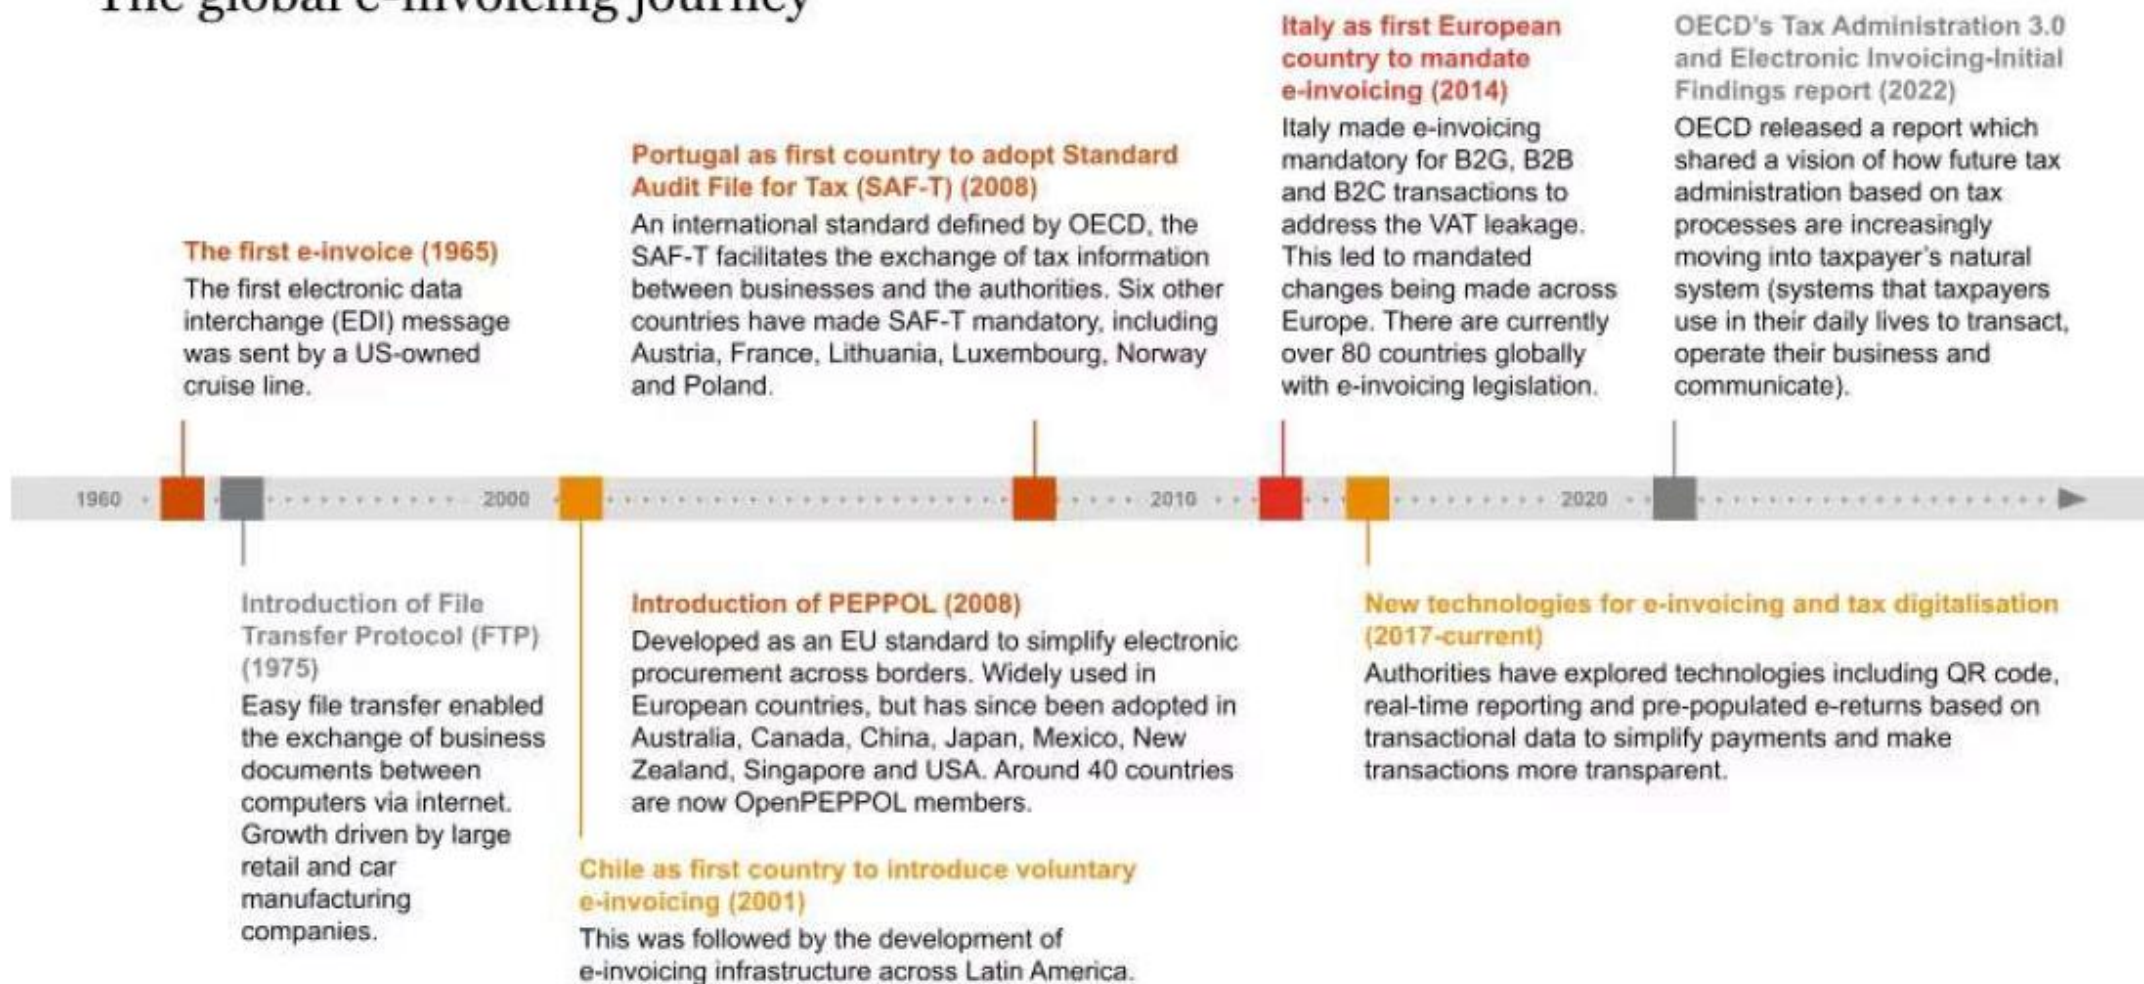 The global e-invoicing journey
Italy as first European
country to mandate
e-invoicing (2014)
Italy made e-invoicing
mandatory for B2G, B2B
and B2C transactions to
address the VAT leakage.
This led to mandated
changes being made across
Europe. There are currently
over 80 countries globally
with e-invoicing legislation.
OECD's Tax Administration 3.0
and Electronic Invoicing-Initial
Findings report (2022)
OECD released a report which
shared a vision of how future tax
administration based on tax
processes are increasingly
moving into taxpayer's natural
system (systems that taxpayers
use in their daily lives to transact,
operate their business and
communicate).
Portugal as first country to adopt Standard
Audit File for Tax (SAF-T) (2008)
An international standard defined by OECD, the
SAF-T facilitates the exchange of tax information
between businesses and the authorities. Six other
countries have made SAF-T mandatory, including
Austria, France, Lithuania, Luxembourg, Norway
and Poland.
The first e-invoice (1965)
The first electronic data
interchange (EDI) message
was sent by a US-owned
cruise line.
1960
2000
2010
2020
Introduction of File
Transfer Protocol (FTP)
(1975)
Easy file transfer enabled
the exchange of business
documents between
computers via internet.
Growth driven by large
retail and car
manufacturing
companies.
Introduction of PEPPOL (2008)
Developed as an EU standard to simplify electronic
procurement across borders. Widely used in
European countries, but has since been adopted in
Australia, Canada, China, Japan, Mexico, New
Zealand, Singapore and USA. Around 40 countries
are now OpenPEPPOL members.
Chile as first country to introduce voluntary
e-invoicing (2001)
This was followed by the development of
e-invoicing infrastructure across Latin America.
New technologies for e-invoicing and tax digitalisation
(2017-current)
Authorities have explored technologies including QR code,
real-time reporting and pre-populated e-returns based on
transactional data to simplify payments and make
transactions more transparent.